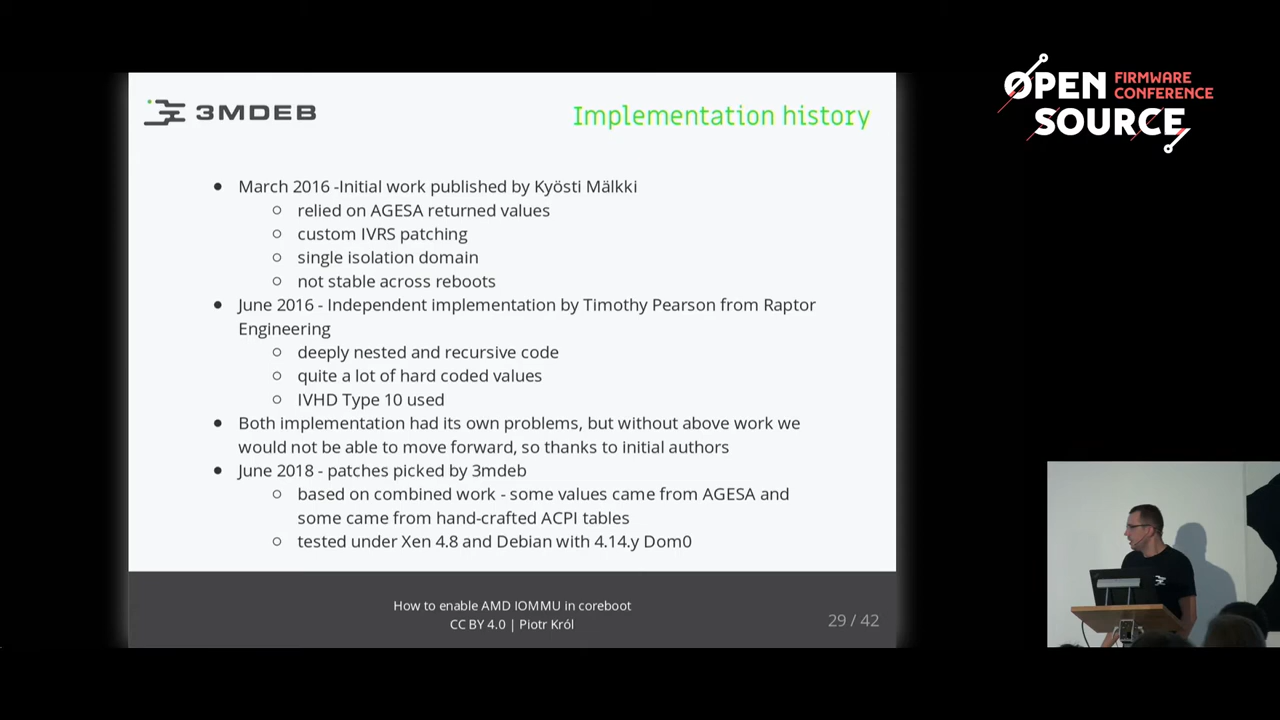 3MDEB
Implementation history
OPEN FIRMWARE CONFERENCE
SOURCE
● March 2016 -Initial work published by Kyösti Mälkki
○ relied on AGESA returned values
○ custom IVRS patching
○ single isolation domain
○ not stable across reboots
● June 2016 - Independent implementation by Timothy Pearson from Raptor
Engineering
○ deeply nested and recursive code
○ quite a lot of hard coded values
○ IVHD Type 10 used
● Both implementation had its own problems, but without above work we
would not be able to move forward, so thanks to initial authors
● June 2018 - patches picked by 3mdeb
○ based on combined work - some values came from AGESA and
some came from hand-crafted ACPI tables
○ tested under Xen 4.8 and Debian with 4.14.y Dom0
How to enable AMD IOMMU in coreboot
CC BY 4.0 | Piotr Król
29 / 42